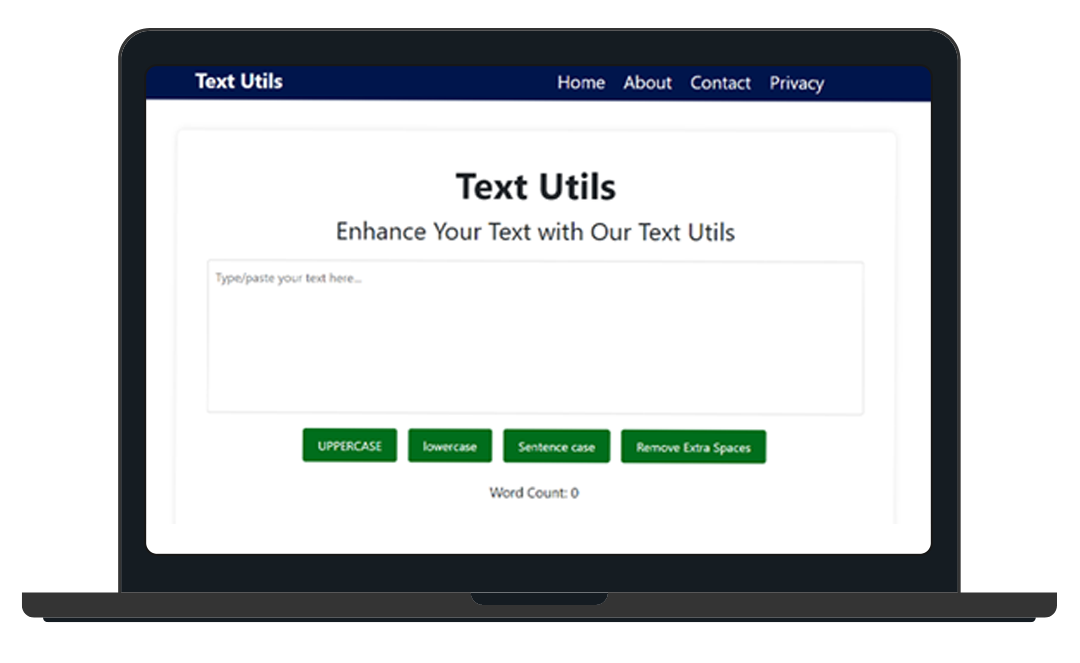 Text Utils Home About Contact Privacy
Text Utils
Enhance Your Text with Our Text Utils
Type/paste your text here...
UPPERCASE lowercase Sentence case Remove Extra Spaces
Word Count: 0